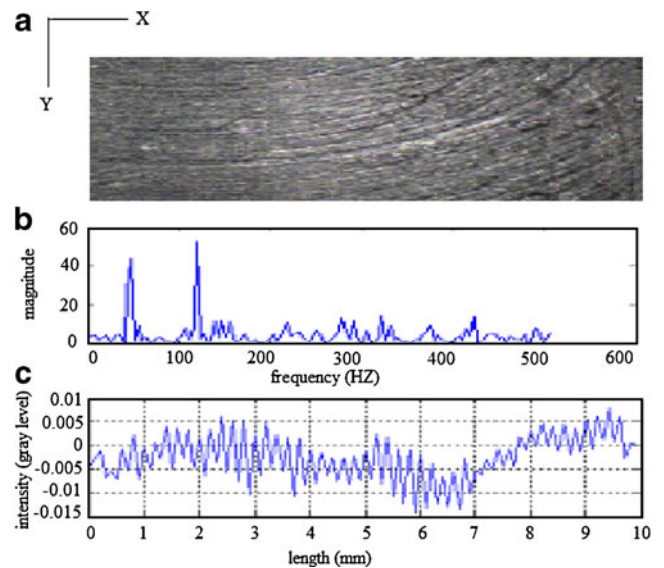 a
X
Y
b
60
40
20
0
magnitude
0 100 200 300 400 500 600
frequency (HZ)
c
0.01
0.005
0
-0.005
-0.01
-0.015
intensity (gray level)
0 1 2 3 4 5 6 7 8 9 10
length (mm)